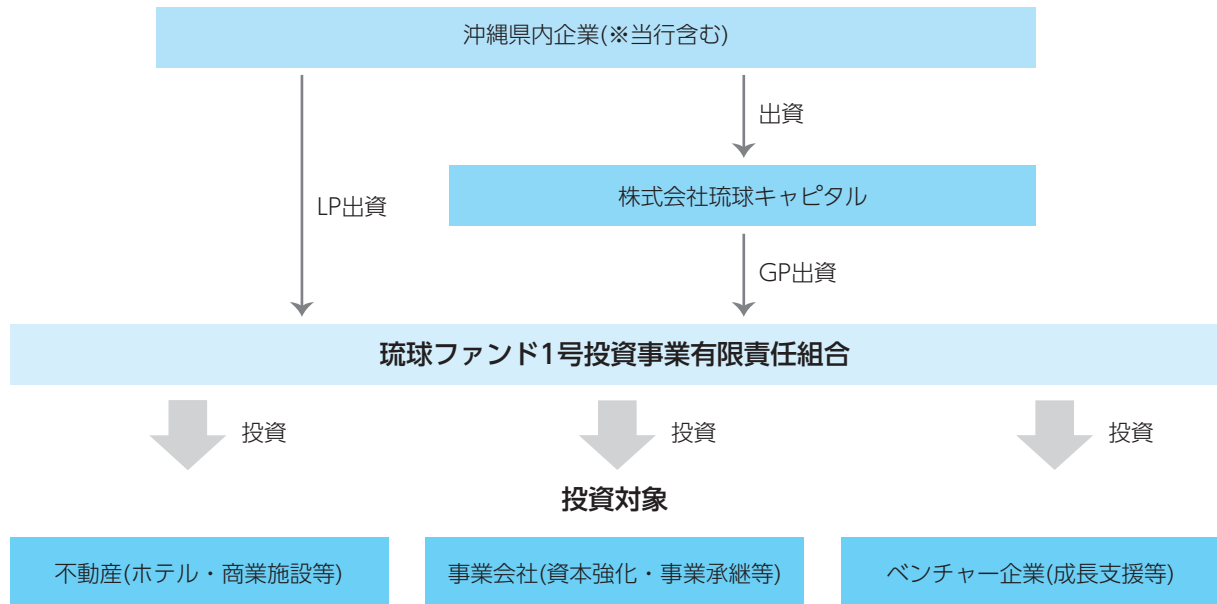 沖縄県内企業(※当行含む)
出資
LP出資
株式会社琉球キャピタル
GP出資
琉球ファンド1号投資事業有限責任組合
投資
投資
投資
投資対象
不動産(ホテル・商業施設等)
事業会社(資本強化・事業承継等)
ベンチャー企業(成長支援等)